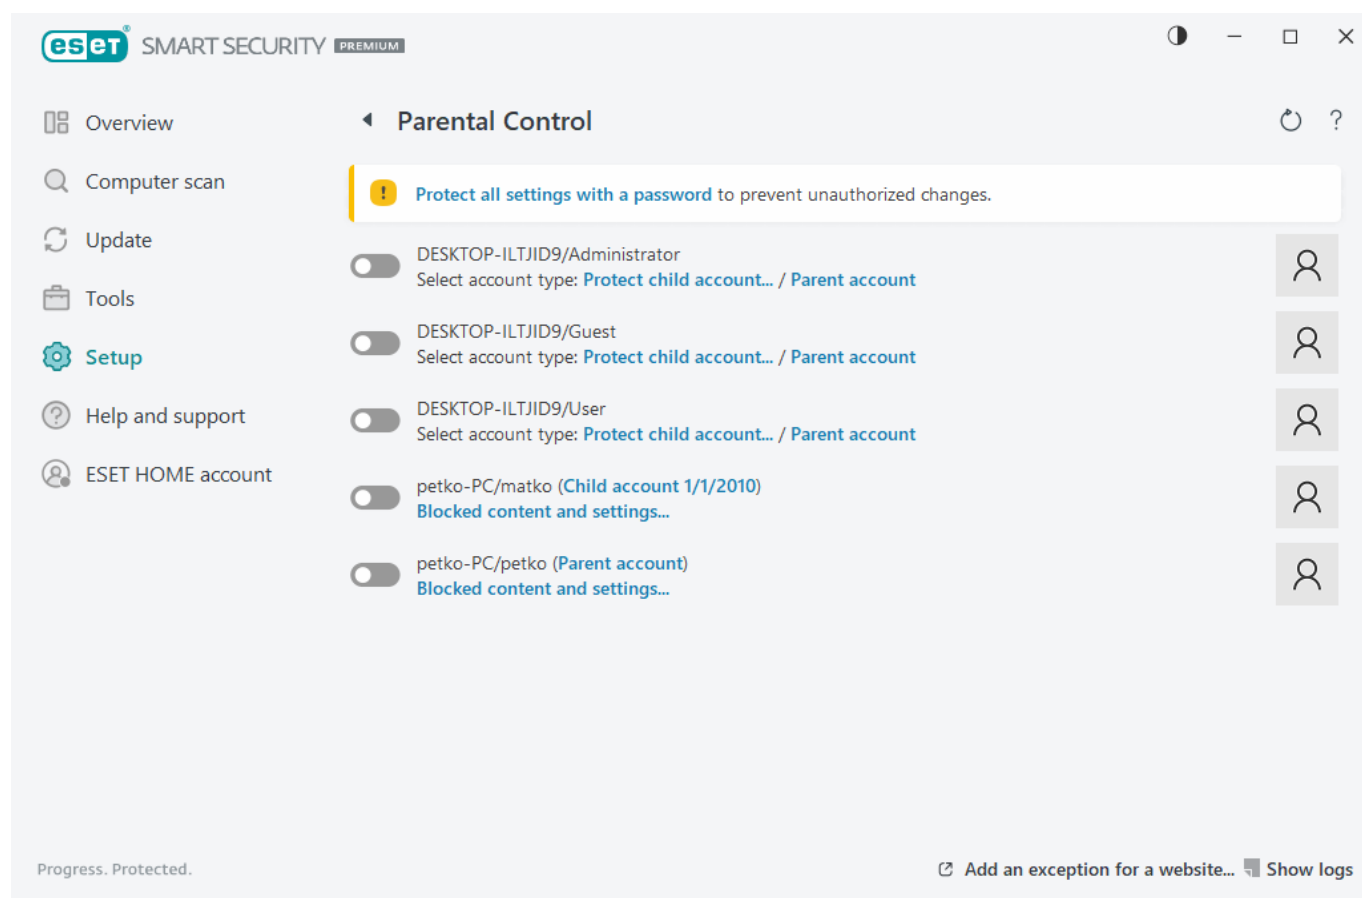 eset® SMART SECURITY PREMIUM
Overview
Computer scan
Update
Tools
Setup
Help and support
ESET HOME account
Parental Control
?
! Protect all settings with a password to prevent unauthorized changes.
DESKTOP-ILTJID9/Administrator
Select account type: Protect child account... / Parent account
DESKTOP-ILTJID9/Guest
Select account type: Protect child account... / Parent account
DESKTOP-ILTJID9/User
Select account type: Protect child account... / Parent account
petko-PC/matko (Child account 1/1/2010)
Blocked content and settings...
petko-PC/petko (Parent account)
Blocked content and settings...
Progress. Protected.
Add an exception for a website... Show logs